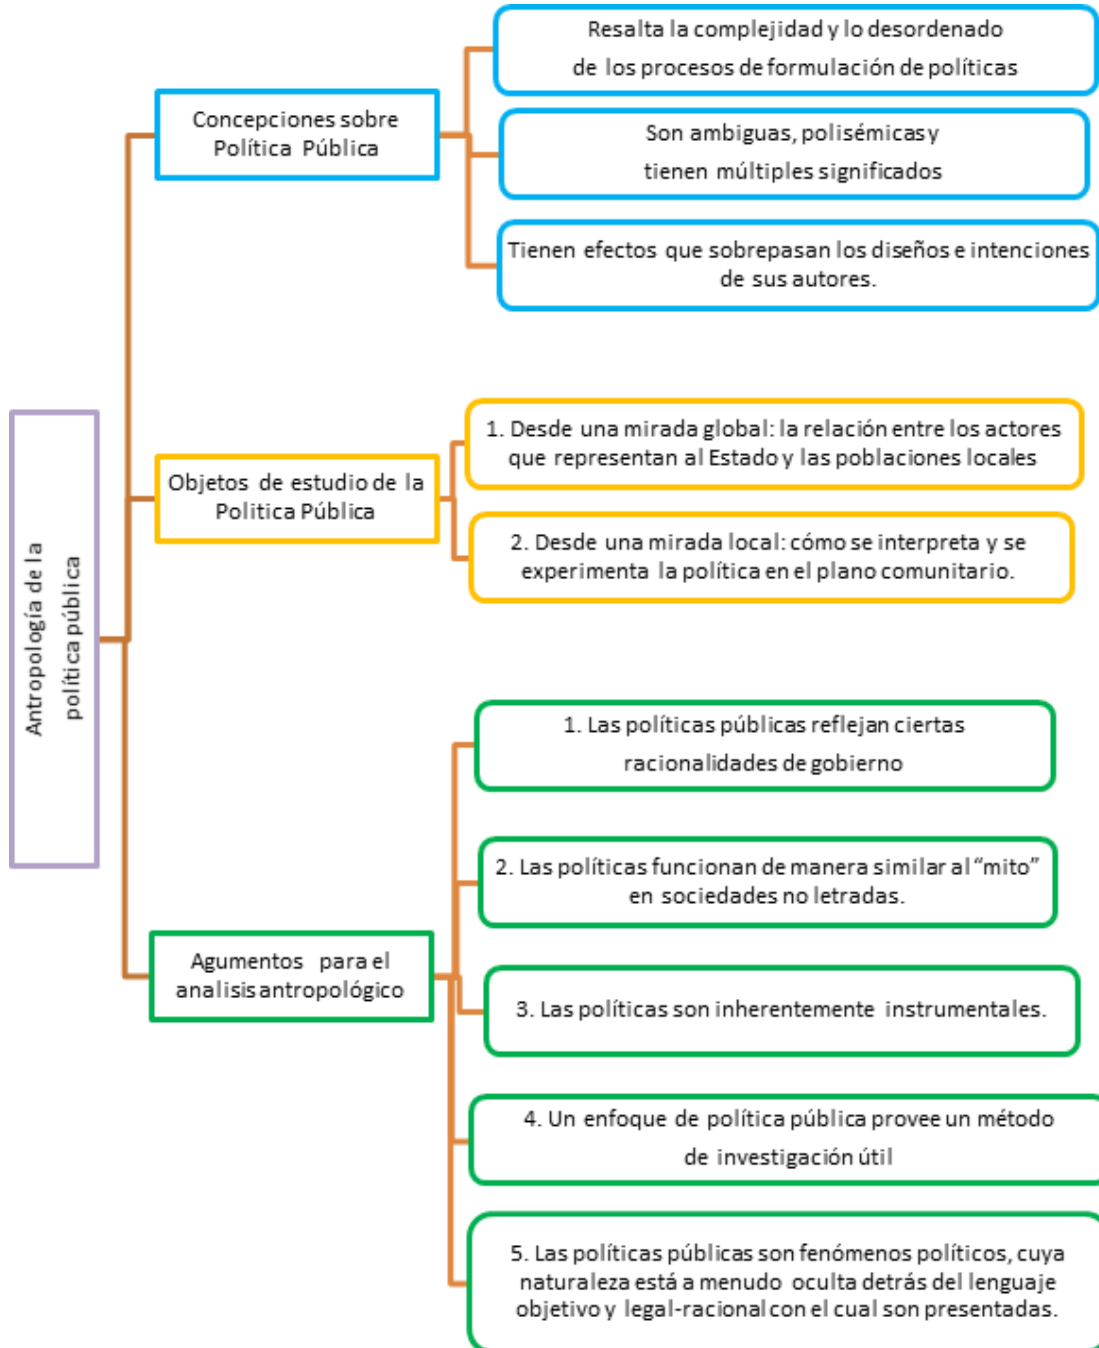 Antropología de la
política pública
Concepciones sobre
Política Pública
Resalta la complejidad y lo desordenado
de los procesos de formulación de políticas
Son ambiguas, polisémicas y
tienen múltiples significados
Tienen efectos que sobrepasan los diseños e intenciones
de sus autores.
Objetos de estudio de la
Politica Pública
1. Desde una mirada global: la relación entre los actores
que representan al Estado y las poblaciones locales
2. Desde una mirada local: cómo se interpreta y se
experimenta la política en el plano comunitario.
Agumentos para el
analisis antropológico
1. Las políticas públicas reflejan ciertas
racionalidades de gobierno
2. Las políticas funcionan de manera similar al “mito”
en sociedades no letradas.
3. Las políticas son inherentemente instrumentales.
4. Un enfoque de política pública provee un método
de investigación útil
5. Las políticas públicas son fenómenos políticos, cuya
naturaleza está a menudo oculta detrás del lenguaje
objetivo y legal-racional con el cual son presentadas.